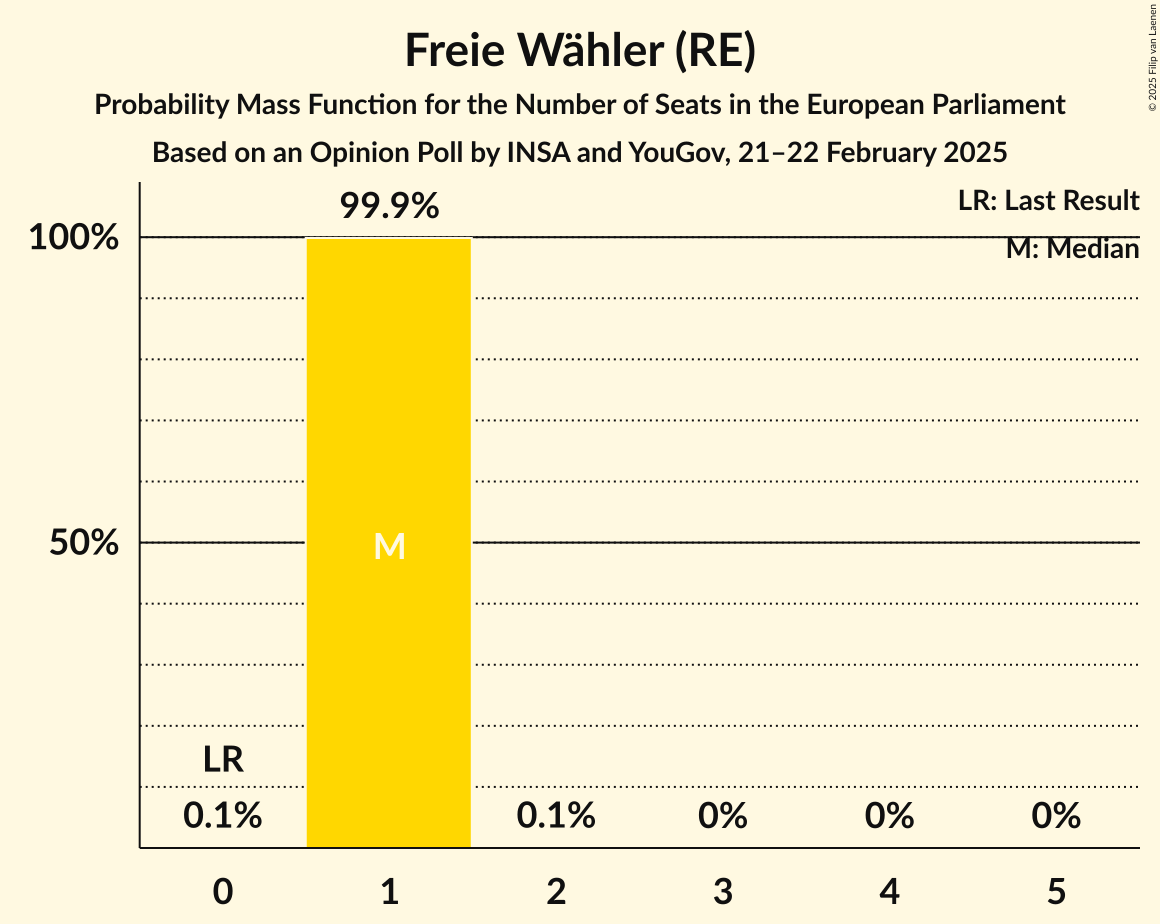 Freie Wähler (RE)
Probability Mass Function for the Number of Seats in the European Parliament
Based on an Opinion Poll by INSA and YouGov, 21–22 February 2025
© 2025 Filip van Laenen
LR: Last Result
M: Median
99.9%
100%
50%
M
LR
0.1%
0.1%
0%
0%
0%
0
1
2
3
4
5